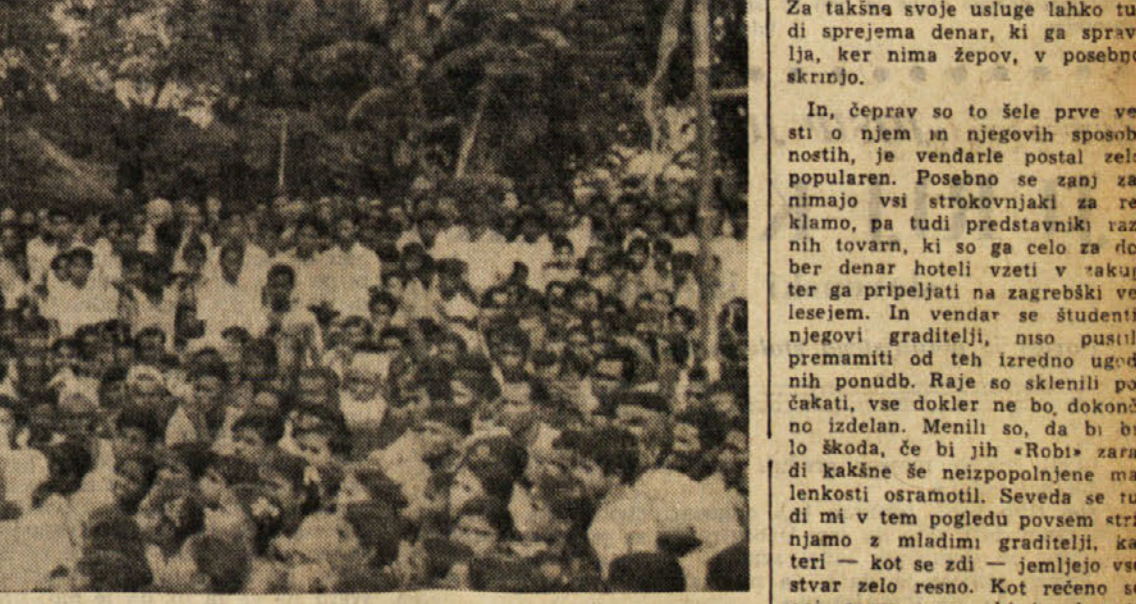 Za takšne svoje usluge lahko tu
di sprejema denar, ki ga sprav
lja, ker nima žepov, v posebno
skrinjo.
In, čeprav so to šele prve ve
sti o njem in njegovih sposob
nostih, je vendarle postal zelo
popularen. Posebno se zanj za
nimajo vsi strokovnjaki za re
klamo, pa tudi predstavniki raz
nih tovarn, ki so ga celo za do
ber denar hoteli vzeti v zakup
ter ga pripeljati na zagrebški ve
lesejem. In vendar se študenti
njegovi graditelji, niso pustili
premamiti od teh izredno ugod
nih ponudb. Raje so sklenili po
čakati, vse dokler ne bo dokonč
no izdelan. Menili so, da bi bi
lo škoda, če bi jih «Robi» zara
di kakšne še neizpopolnjene ma
lenkosti osramotil. Seveda se tu
di mi v tem pogledu povsem stri
njamo z mladimi graditelji, ka
teri — kot se zdi — jemljejo vso
stvar zelo resno. Kot rečeno se